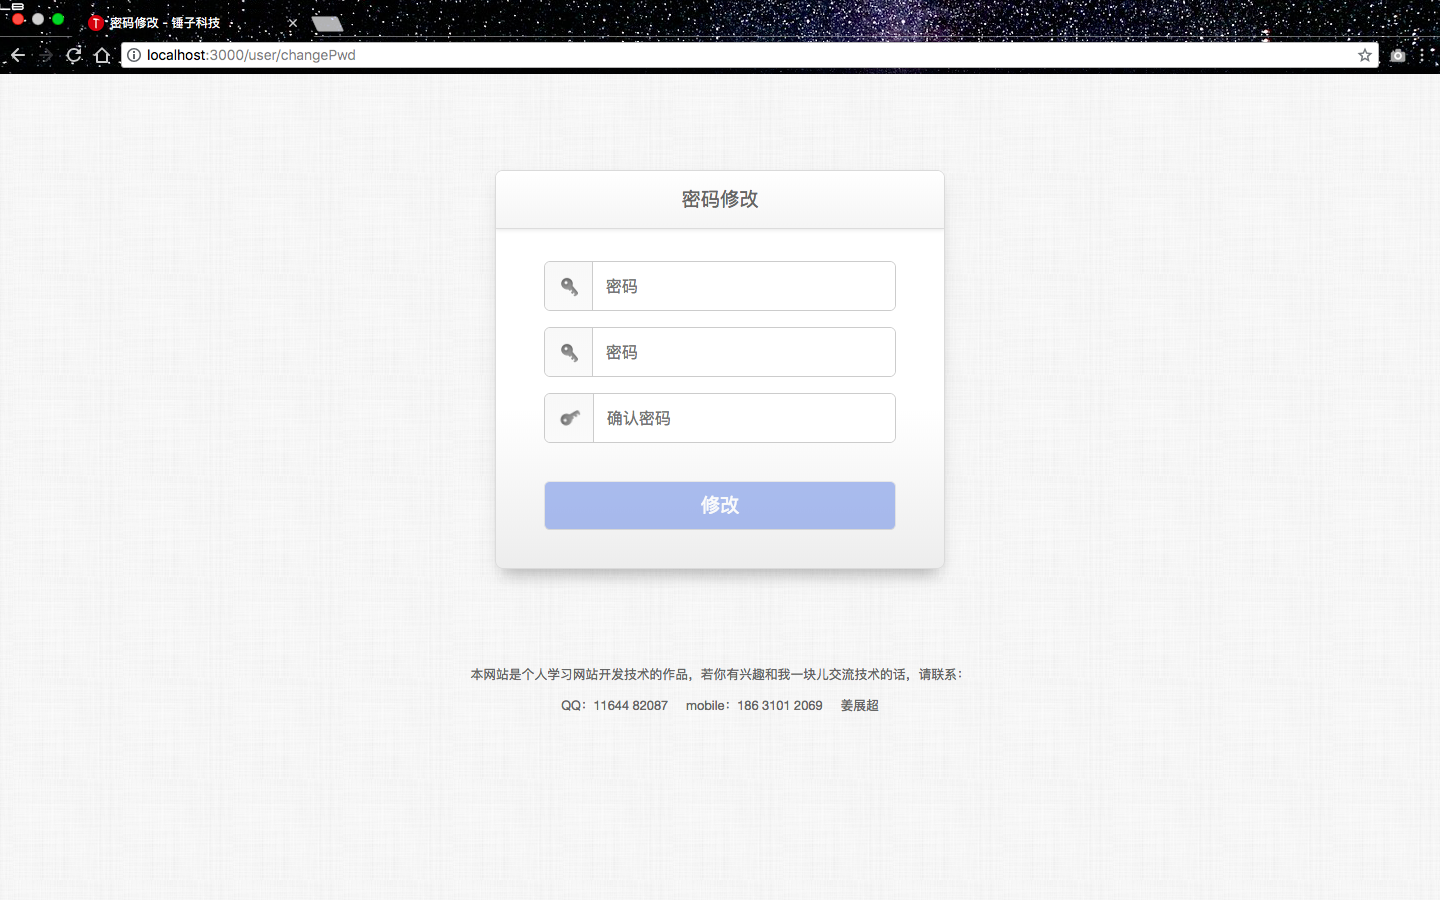 密码修改 - 锤子科技
localhost:3000/user/changePwd
密码修改
密码
密码
确认密码
修改
本网站是个人学习网站开发技术的作品，若你有兴趣和我一块儿交流技术的话，请联系：
QQ：11644 82087 mobile：186 3101 2069 姜展超